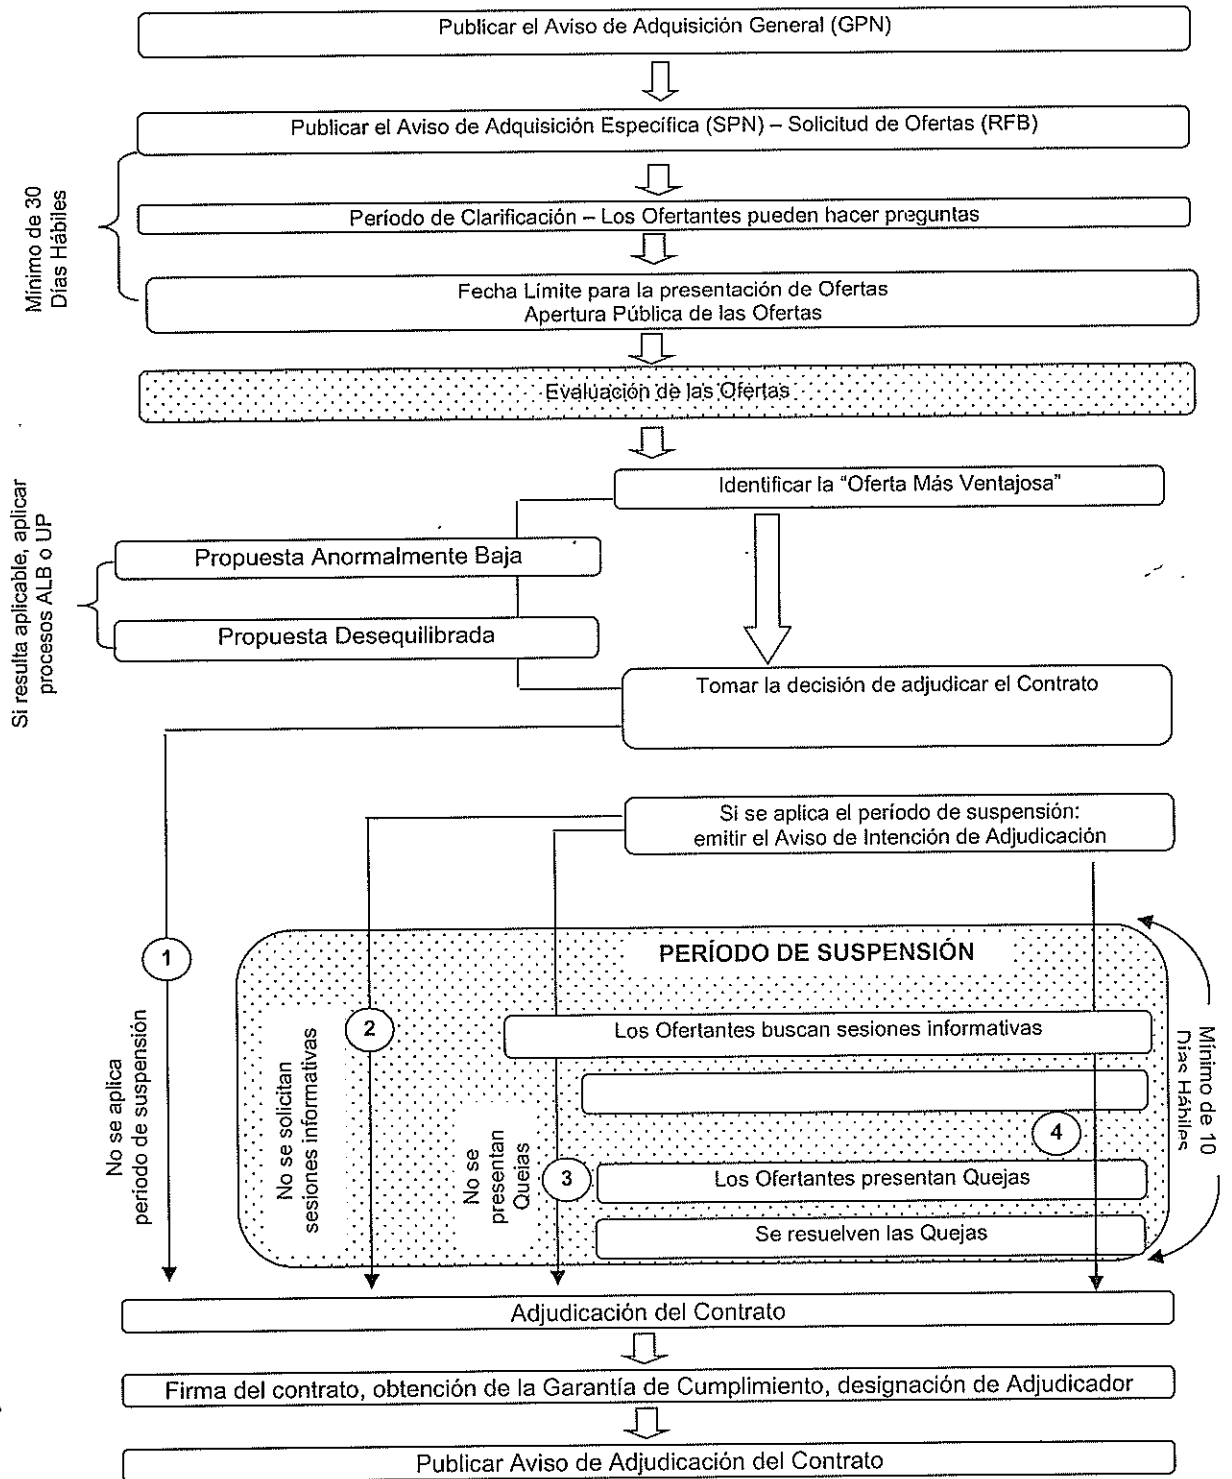 Publicar el Aviso de Adquisición General (GPN)
Publicar el Aviso de Adquisición Específica (SPN) – Solicitud de Ofertas (RFB)
Mínimo de 30
Días Hábiles
Período de Clarificación – Los Ofertantes pueden hacer preguntas
Fecha Límite para la presentación de Ofertas
Apertura Pública de las Ofertas
Evaluación de las Ofertas
Identificar la “Oferta Más Ventajosa”
Si resulta aplicable, aplicar
procesos ALB o UP
Propuesta Anormalmente Baja
Propuesta Desequilibrada
Tomar la decisión de adjudicar el Contrato
Si se aplica el período de suspensión:
emitir el Aviso de Intención de Adjudicación
1
No se aplica
período de suspensión
PERÍODO DE SUSPENSIÓN
2
No se solicitan
sesiones informativas
Los Ofertantes buscan sesiones informativas
Mínimo de 10
Días Hábiles
4
No se
presentan
Quejas
3
Los Ofertantes presentan Quejas
Se resuelven las Quejas
Adjudicación del Contrato
Firma del contrato, obtención de la Garantía de Cumplimiento, designación de Adjudicador
Publicar Aviso de Adjudicación del Contrato